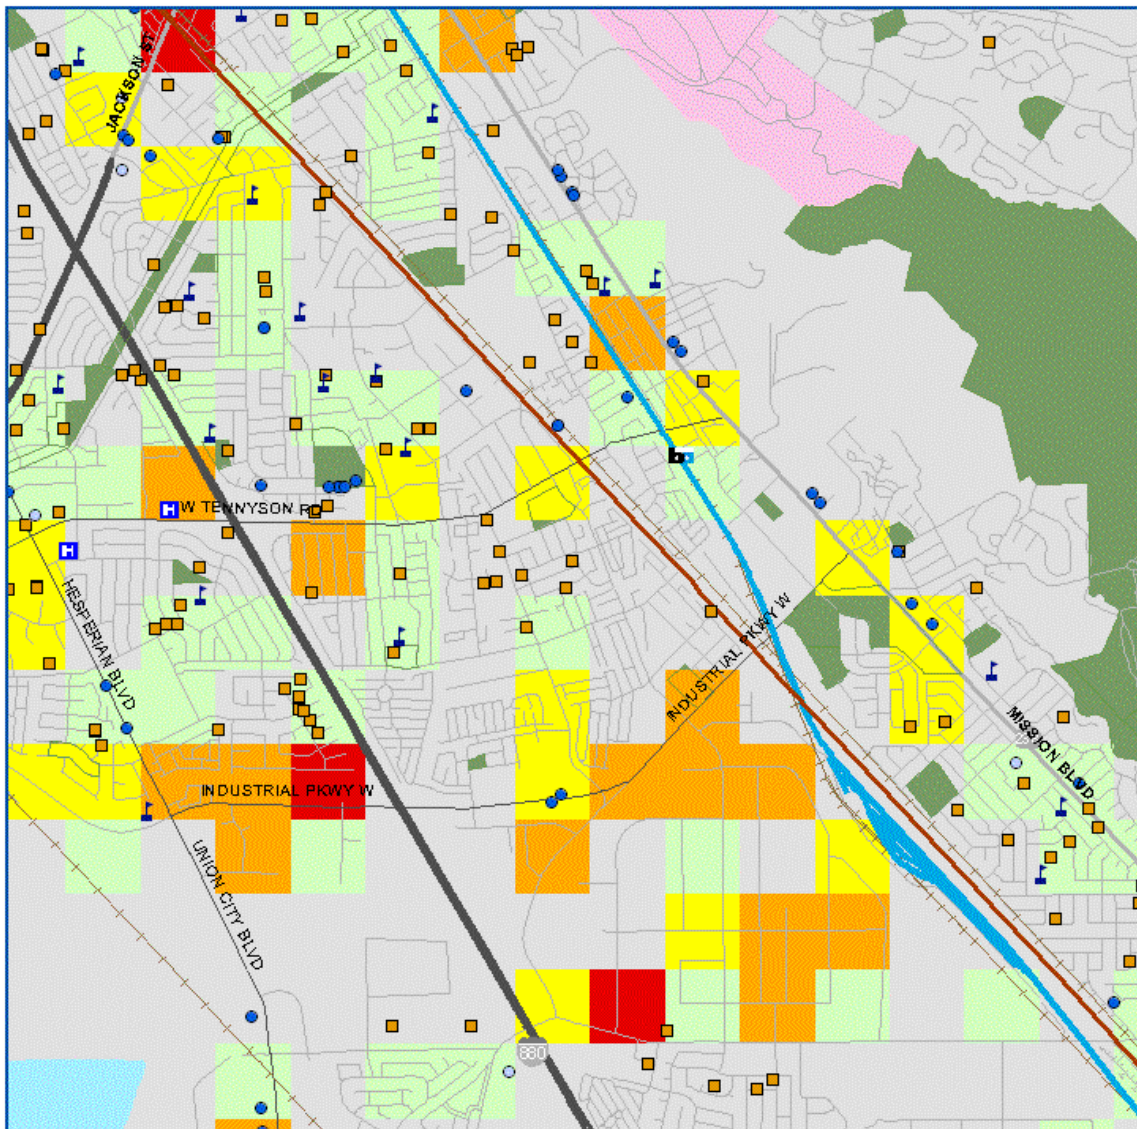 JACKSON ST
H
W TENNYSON RD
H
HESPERIAN BLVD
INDUSTRIAL PKWY W
MISSION BLVD
INDUSTRIAL PKWY W
UNION CITY BLVD
880